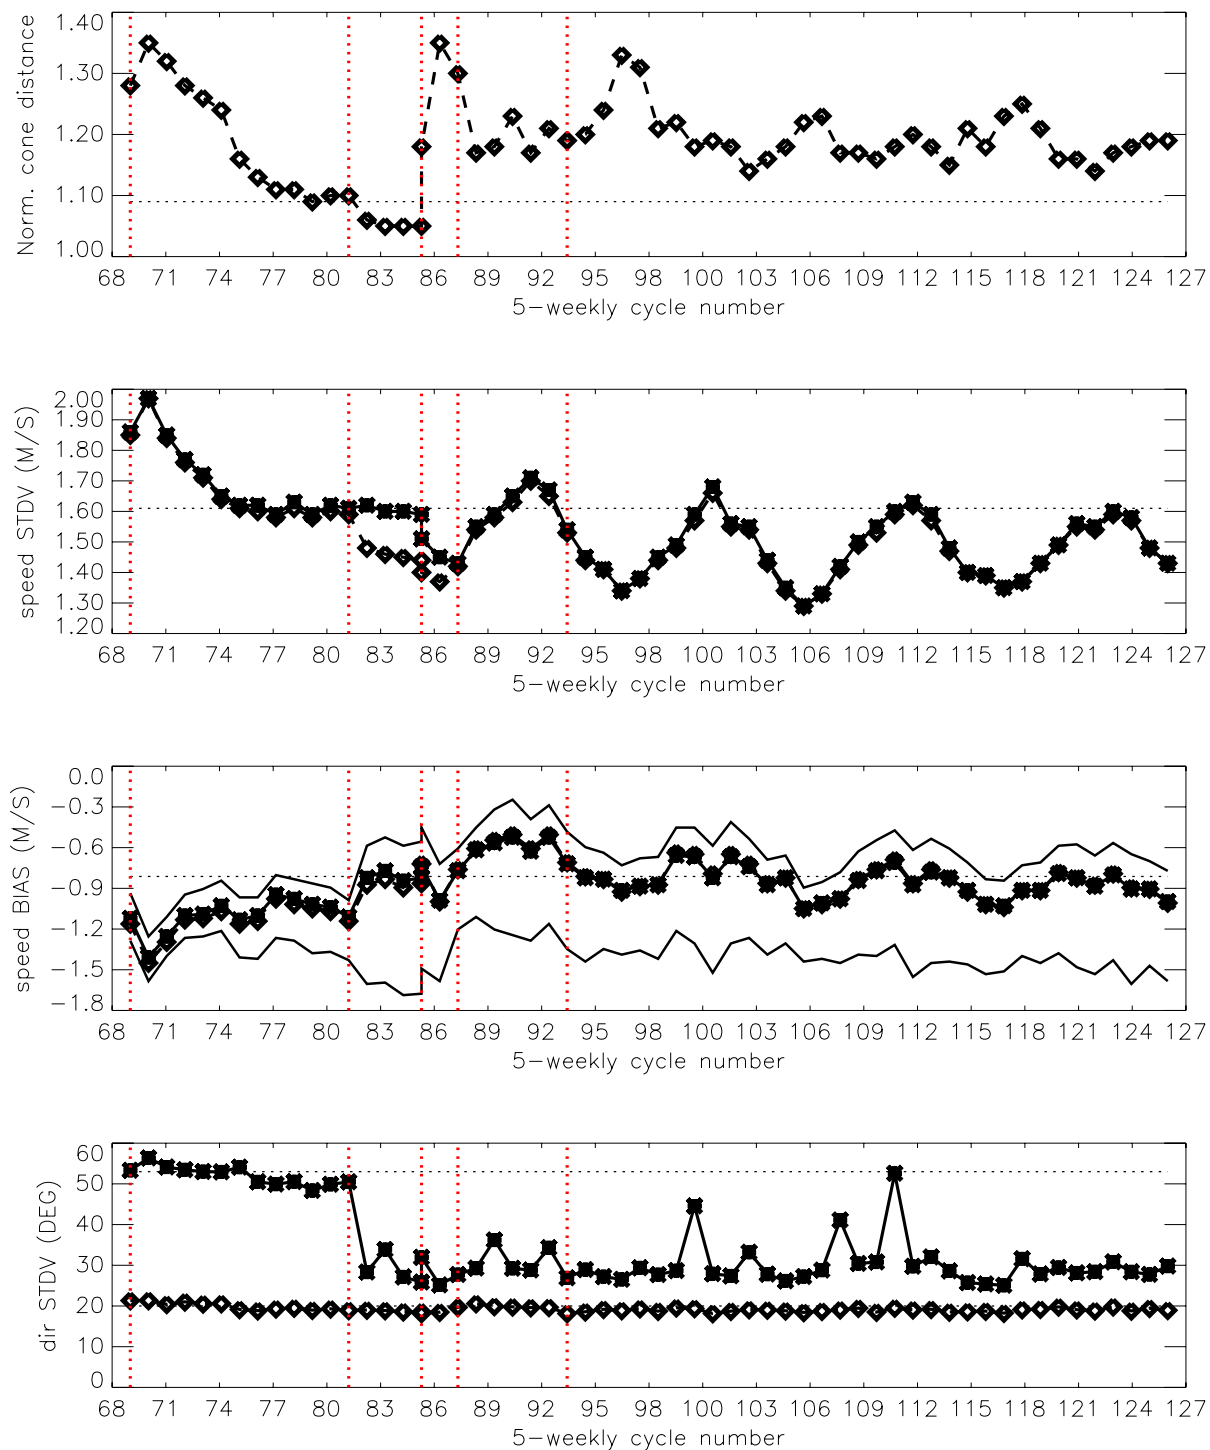 1.40
1.30
1.20
1.10
1.00
Norm. cone distance
68 71 74 77 80 83 86 89 92 95 98 100 103 106 109 112 115 118 121 124 127
5-weekly cycle number
2.00
1.90
1.80
1.70
1.60
1.50
1.40
1.30
1.20
speed STDV (M/S)
68 71 74 77 80 83 86 89 92 95 98 100 103 106 109 112 115 118 121 124 127
5-weekly cycle number
0.0
-0.3
-0.6
-0.9
-1.2
-1.5
-1.8
speed BIAS (M/S)
68 71 74 77 80 83 86 89 92 95 98 100 103 106 109 112 115 118 121 124 127
5-weekly cycle number
60
50
40
30
20
10
0
dir STDV (DEG)
68 71 74 77 80 83 86 89 92 95 98 100 103 106 109 112 115 118 121 124 127
5-weekly cycle number